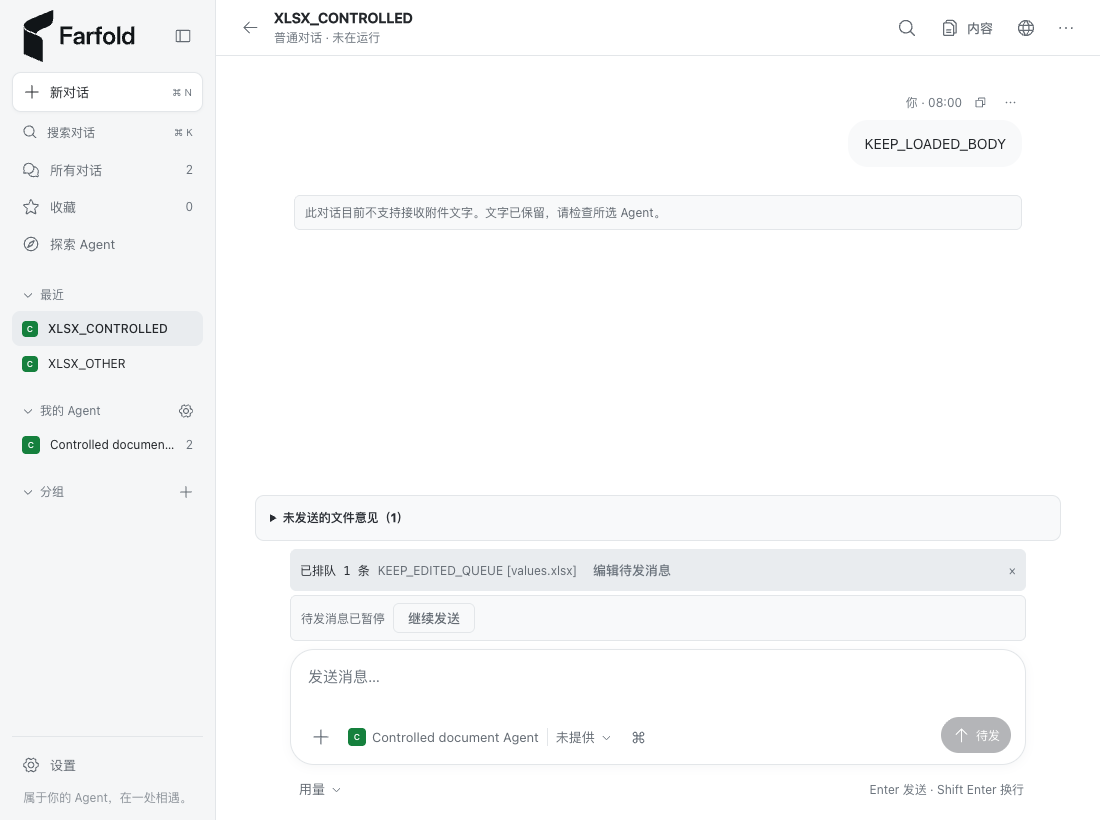 Farfold
新对话 ⌘ N
搜索对话 ⌘ K
所有对话 2
收藏 0
探索 Agent
最近
C XLSX_CONTROLLED
C XLSX_OTHER
我的 Agent
C Controlled documen... 2
分组
设置
属于你的 Agent，在一处相遇。
XLSX_CONTROLLED
普通对话 · 未在运行
内容
你 · 08:00
KEEP_LOADED_BODY
此对话目前不支持接收附件文字。文字已保留，请检查所选 Agent。
未发送的文件意见（1）
已排队 1 条 KEEP_EDITED_QUEUE [values.xlsx] 编辑待发消息 ×
待发消息已暂停 继续发送
发送消息...
C Controlled document Agent 未提供 ⌘ 待发
用量 Enter 发送 · Shift Enter 换行